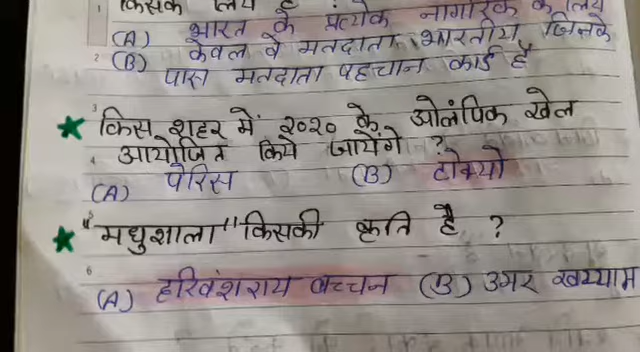 किसके लिये है
(A) भारत के प्रत्येक नागरिक के लिये
(B) केवल वे मतदाता भारतीय जिनके
पास मतदाता पहचान कार्ड है
★ किस शहर में २०२० के ओलंपिक खेल
आयोजित किये जायेंगे ?
(A) पेरिस (B) टोक्यो
★ "मधुशाला" किसकी कृति है ?
(A) हरिवंशराय बच्चन (B) उमर खय्याम